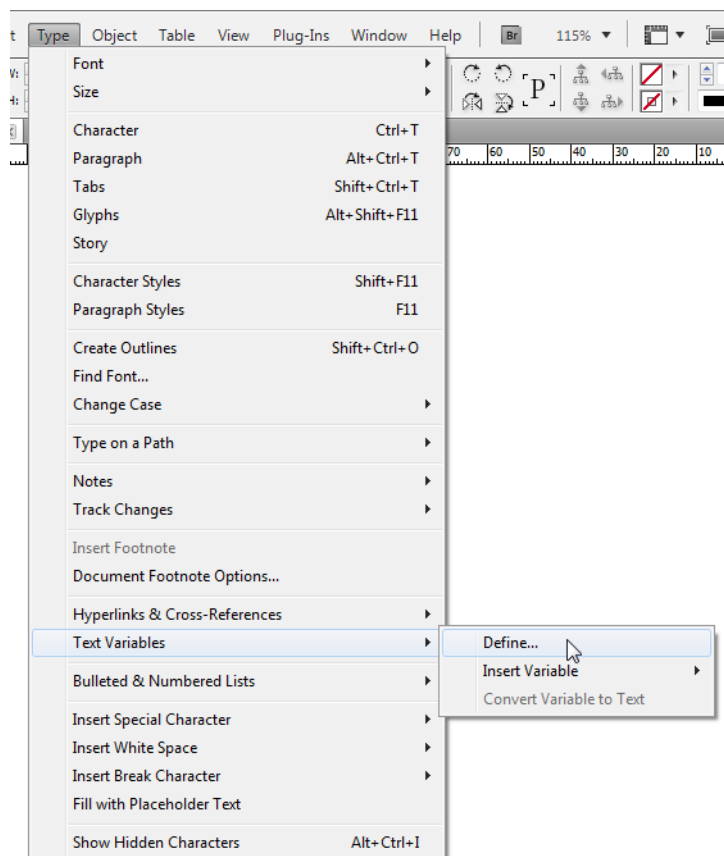 t Type Object Table View Plug-Ins Window Help Br 115%
Font
Size
Character Ctrl+T
Paragraph Alt+Ctrl+T
Tabs Shift+Ctrl+T
Glyphs Alt+Shift+F11
Story
Character Styles Shift+F11
Paragraph Styles F11
Create Outlines Shift+Ctrl+O
Find Font...
Change Case
Type on a Path
Notes
Track Changes
Insert Footnote
Document Footnote Options...
Hyperlinks & Cross-References
Text Variables
Bulleted & Numbered Lists
Insert Special Character
Insert White Space
Insert Break Character
Fill with Placeholder Text
Show Hidden Characters Alt+Ctrl+I
Define...
Insert Variable
Convert Variable to Text
P
70 60 50 40 30 20 10